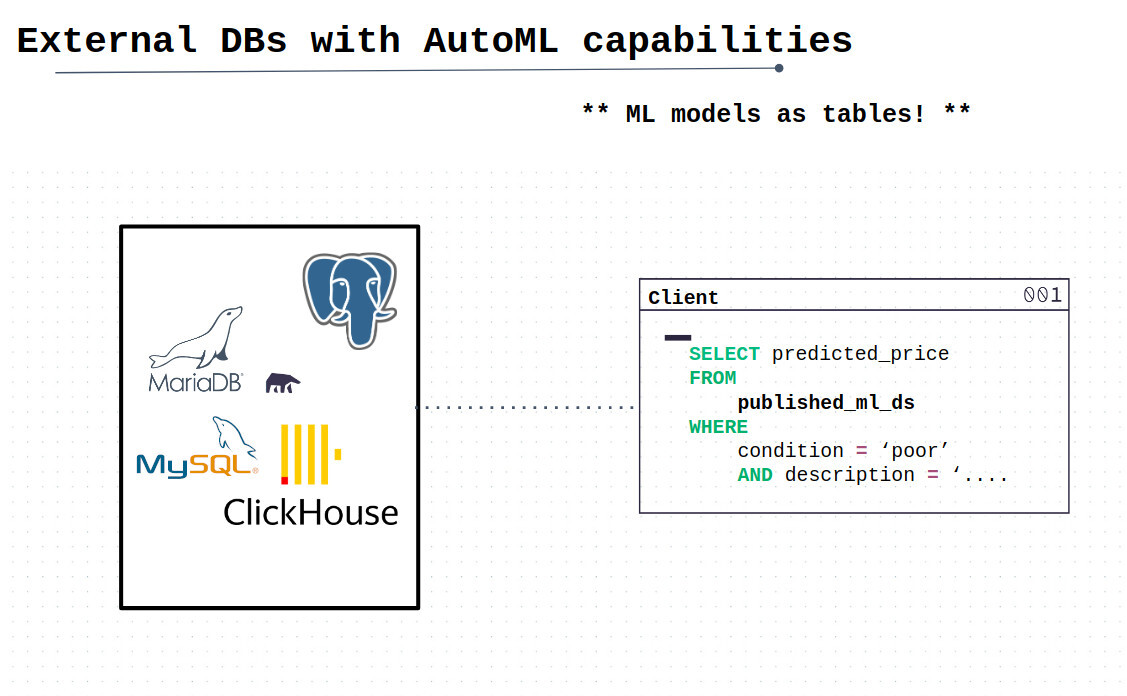 External DBs with AutoML capabilities
** ML models as tables! **
MariaDB
MySQL®
ClickHouse
Client
001
SELECT predicted_price
FROM
published_ml_ds
WHERE
condition = ‘poor’
AND description = ‘....